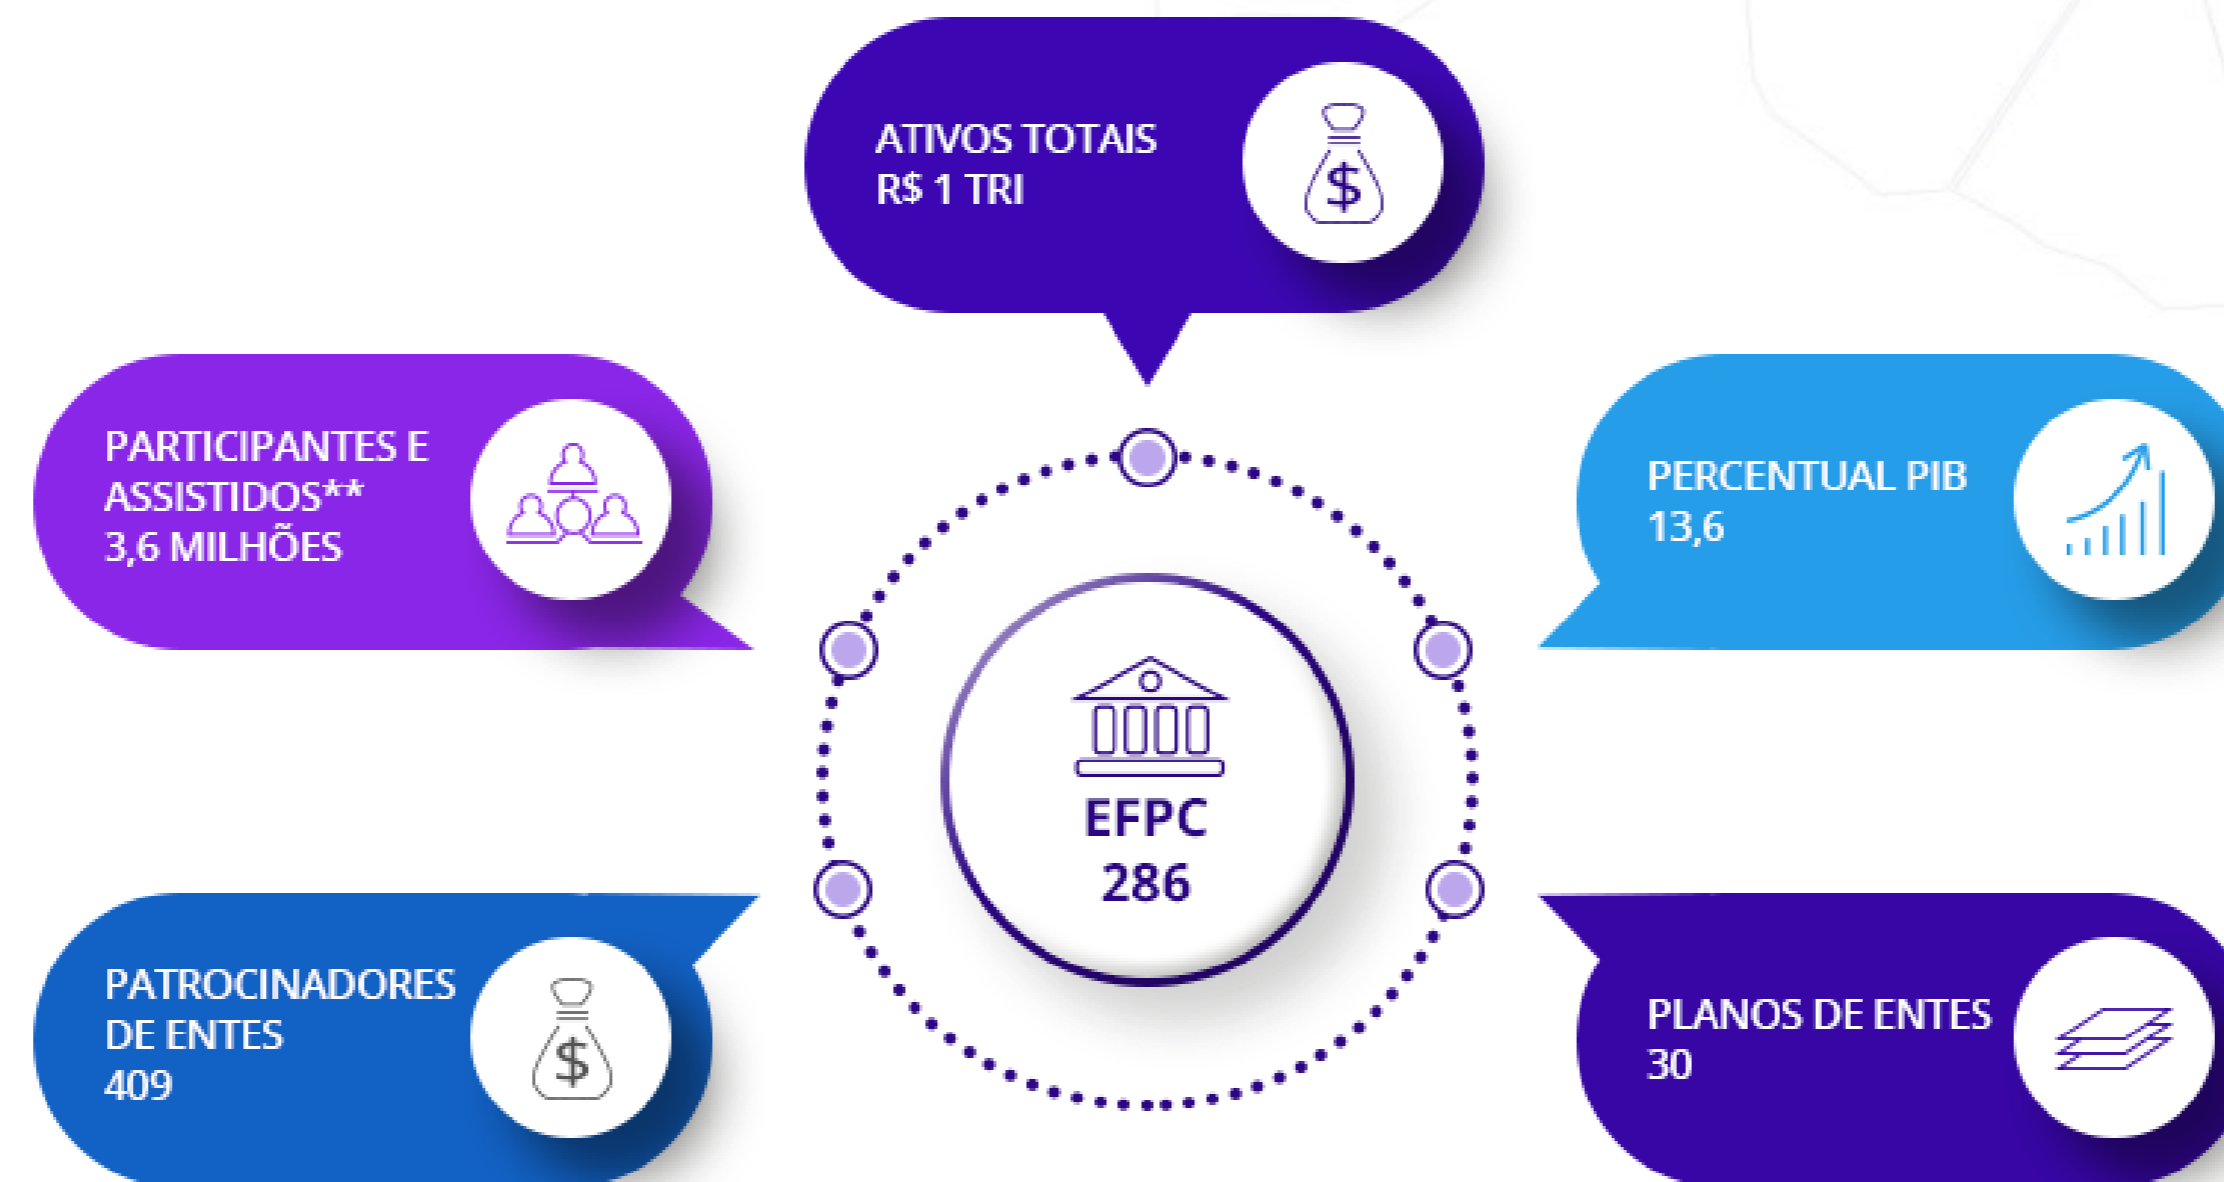 ATIVOS TOTAIS
R$ 1 TRI
PARTICIPANTES E
ASSISTIDOS**
3,6 MILHÕES
PERCENTUAL PIB
13,6
EFPC
286
PATROCINADORES
DE ENTES
409
PLANOS DE ENTES
30